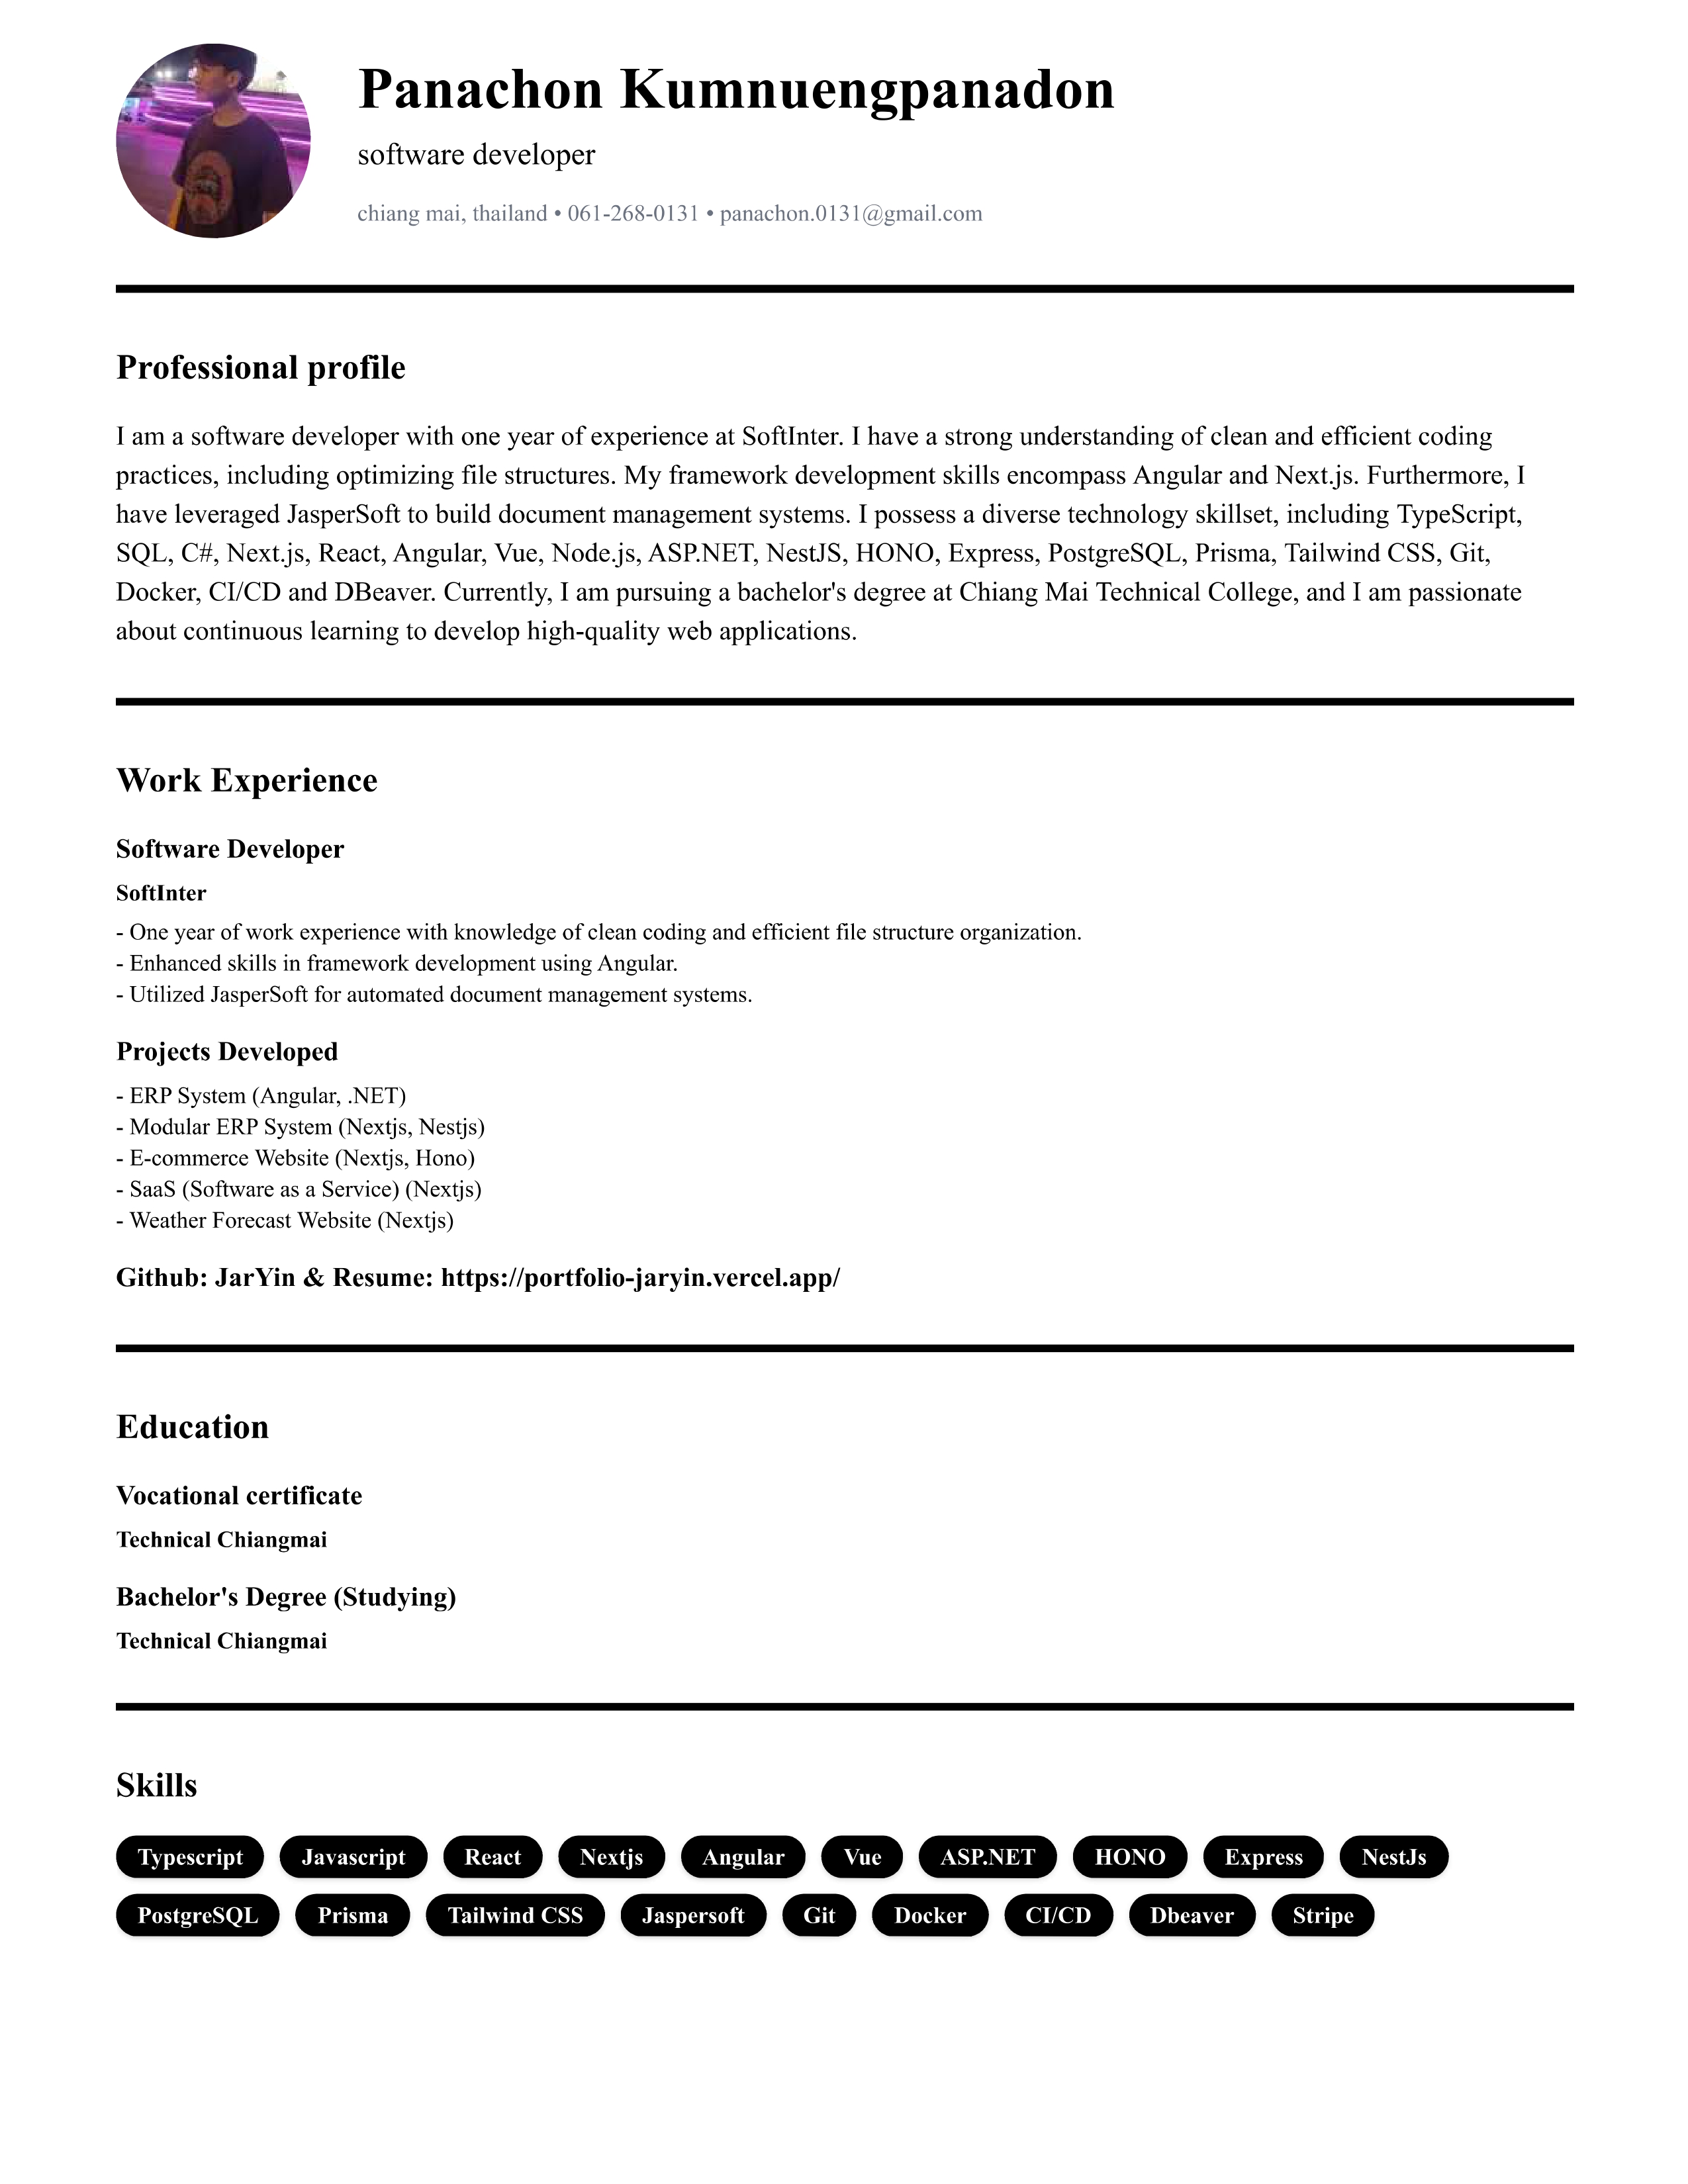 Panachon Kumnuengpanadon
software developer
chiang mai, thailand • 061-268-0131 • panachon.0131@gmail.com
Professional profile
I am a software developer with one year of experience at SoftInter. I have a strong understanding of clean and efficient coding
practices, including optimizing file structures. My framework development skills encompass Angular and Next.js. Furthermore, I
have leveraged JasperSoft to build document management systems. I possess a diverse technology skillset, including TypeScript,
SQL, C#, Next.js, React, Angular, Vue, Node.js, ASP.NET, NestJS, HONO, Express, PostgreSQL, Prisma, Tailwind CSS, Git,
Docker, CI/CD and DBeaver. Currently, I am pursuing a bachelor's degree at Chiang Mai Technical College, and I am passionate
about continuous learning to develop high-quality web applications.
Work Experience
Software Developer
SoftInter
- One year of work experience with knowledge of clean coding and efficient file structure organization.
- Enhanced skills in framework development using Angular.
- Utilized JasperSoft for automated document management systems.
Projects Developed
- ERP System (Angular, .NET)
- Modular ERP System (Nextjs, Nestjs)
- E-commerce Website (Nextjs, Hono)
- SaaS (Software as a Service) (Nextjs)
- Weather Forecast Website (Nextjs)
Github: JarYin & Resume: https://portfolio-jaryin.vercel.app/
Education
Vocational certificate
Technical Chiangmai
Bachelor's Degree (Studying)
Technical Chiangmai
Skills
Typescript Javascript React Nextjs Angular Vue ASP.NET HONO Express NestJs
PostgreSQL Prisma Tailwind CSS Jaspersoft Git Docker CI/CD Dbeaver Stripe